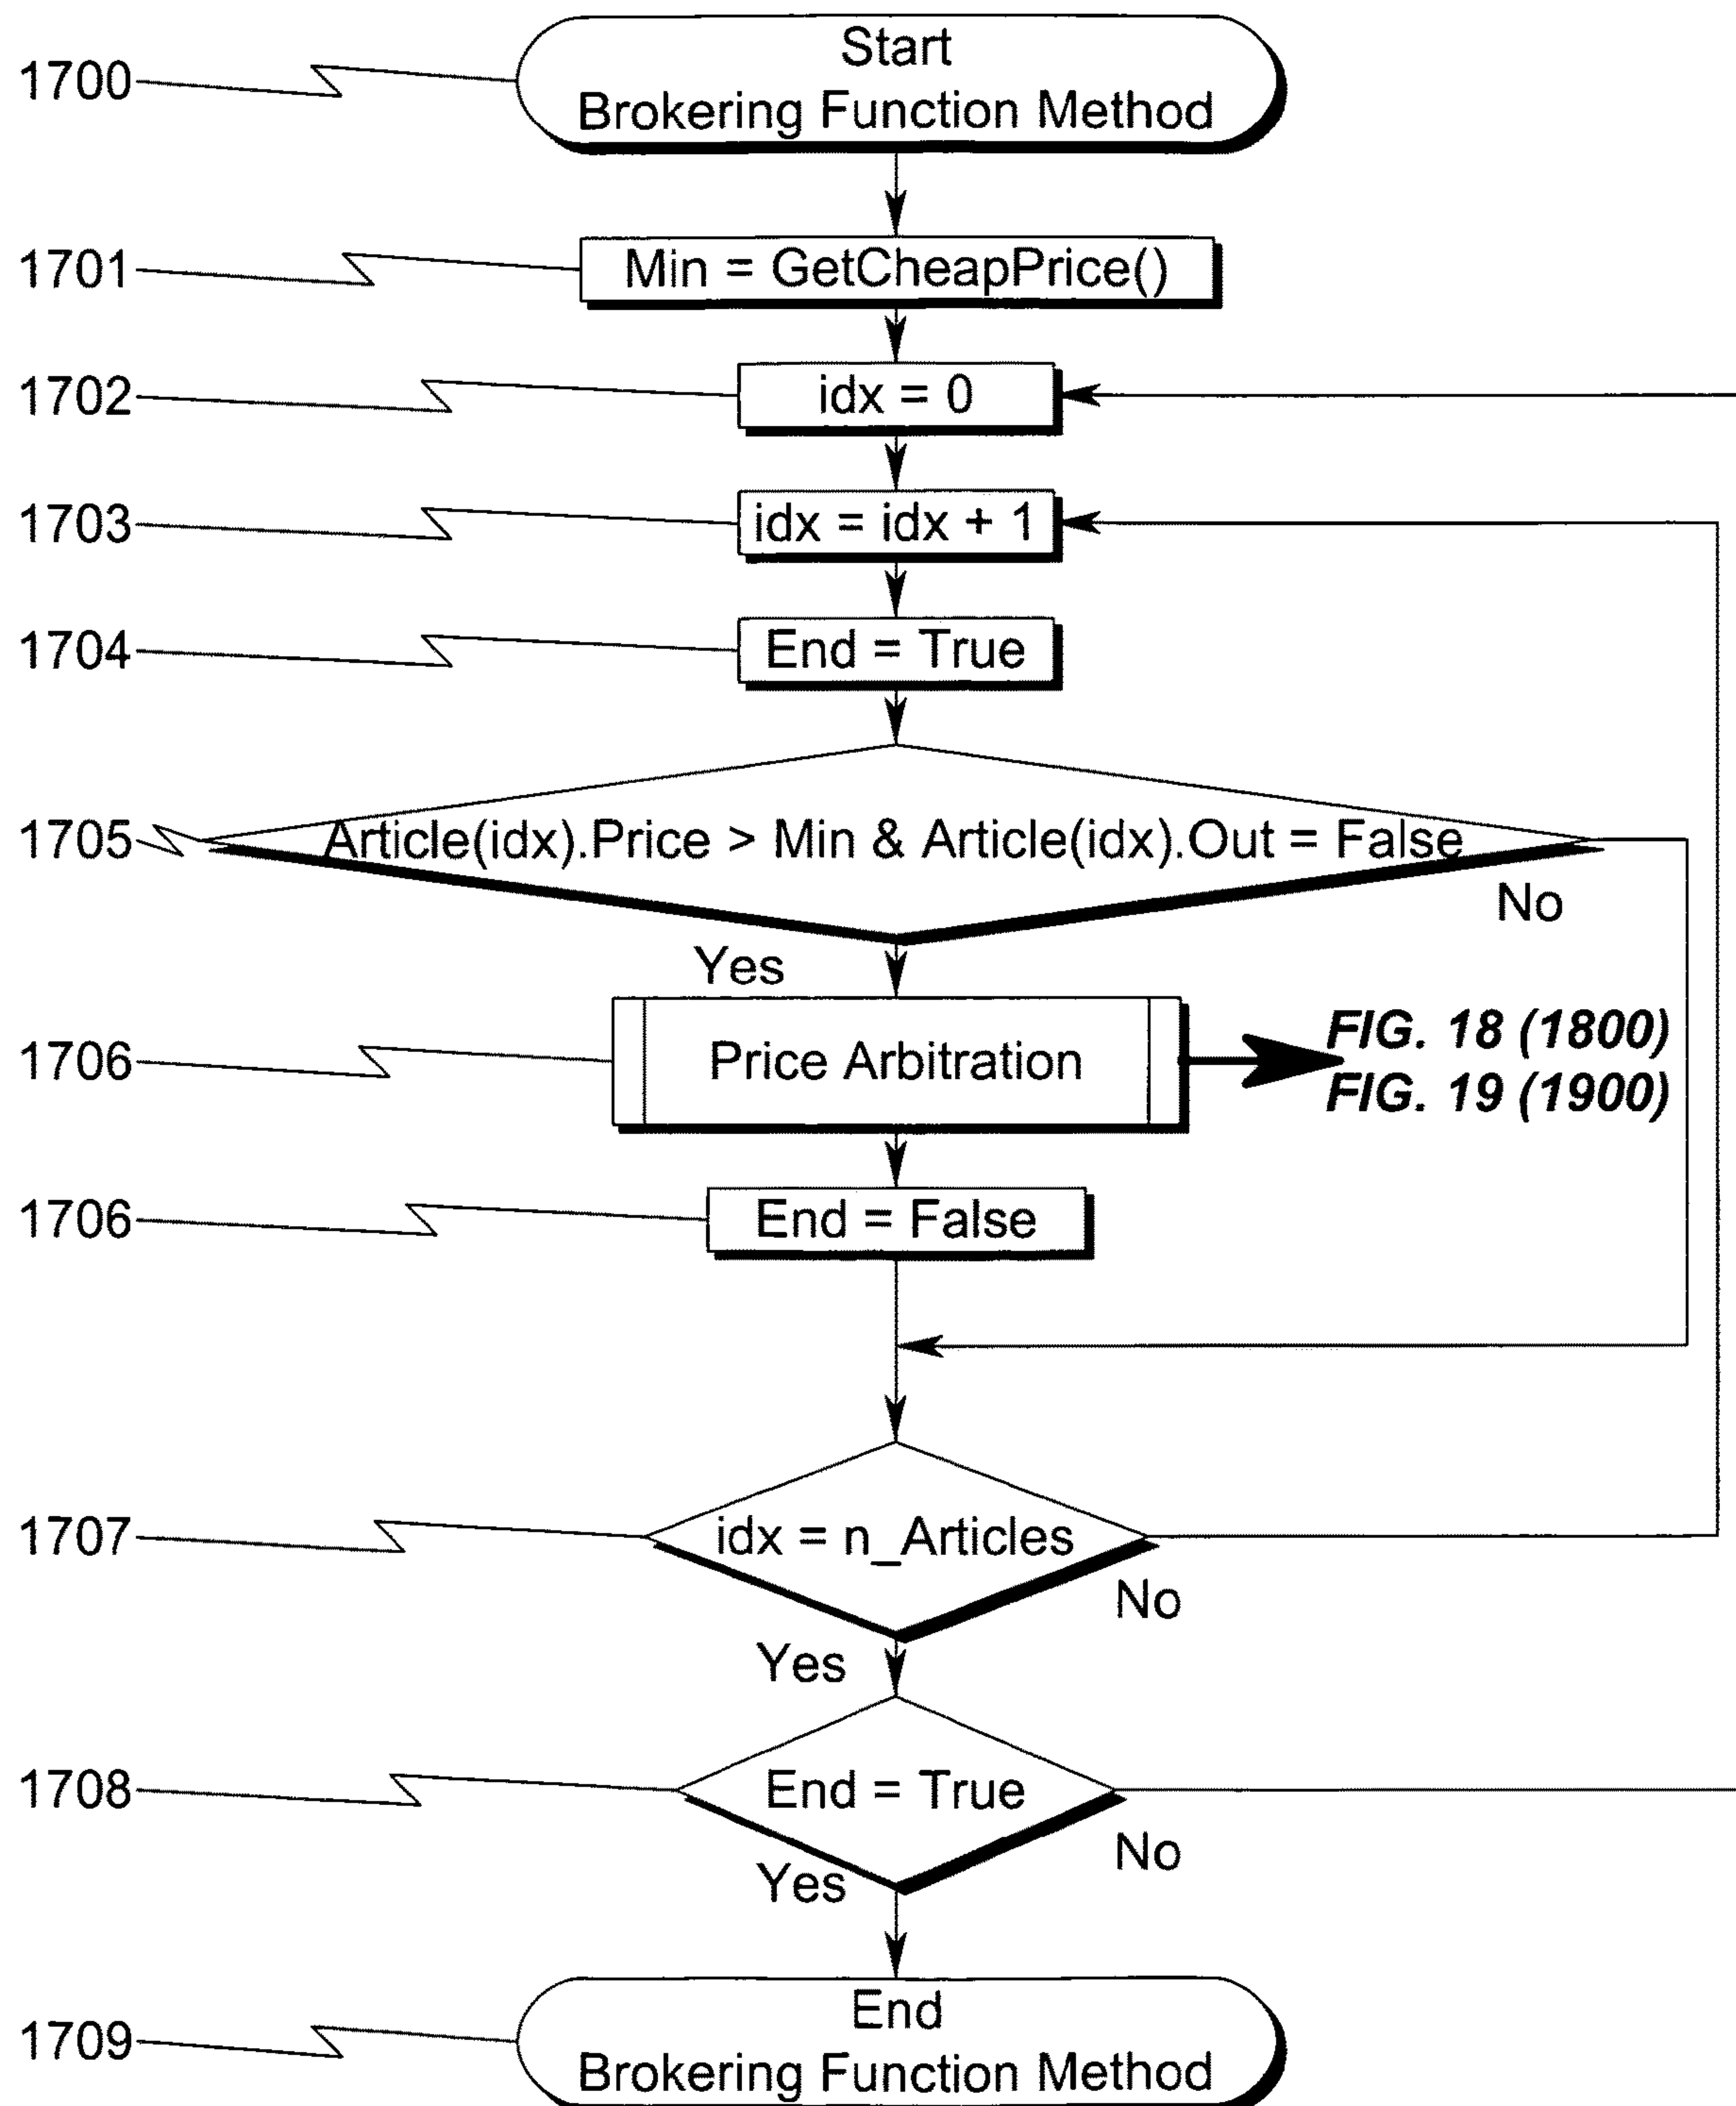 1700
Start
Brokering Function Method
1701
Min = GetCheapPrice()
1702
idx = 0
1703
idx = idx + 1
1704
End = True
1705
Article(idx).Price > Min & Article(idx).Out = False
No
Yes
1706
Price Arbitration
FIG. 18 (1800)
FIG. 19 (1900)
1706
End = False
1707
idx = n_Articles
No
Yes
1708
End = True
No
Yes
1709
End
Brokering Function Method